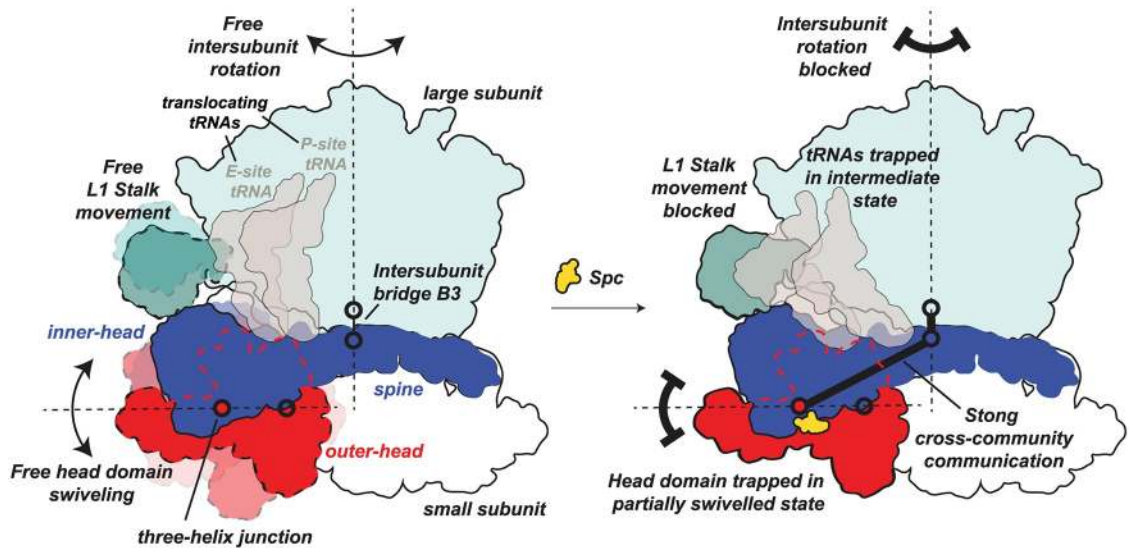 Free
intersubunit
rotation
large subunit
translocating
tRNAs
P-site
tRNA
E-site
tRNA
Free
L1 Stalk
movement
Intersubunit
bridge B3
inner-head
spine
outer-head
Free head domain
swiveling
small subunit
three-helix junction
Spc
Intersubunit
rotation
blocked
L1 Stalk
movement
blocked
tRNAs trapped
in intermediate
state
Stong
cross-community
communication
Head domain trapped in
partially swivelled state